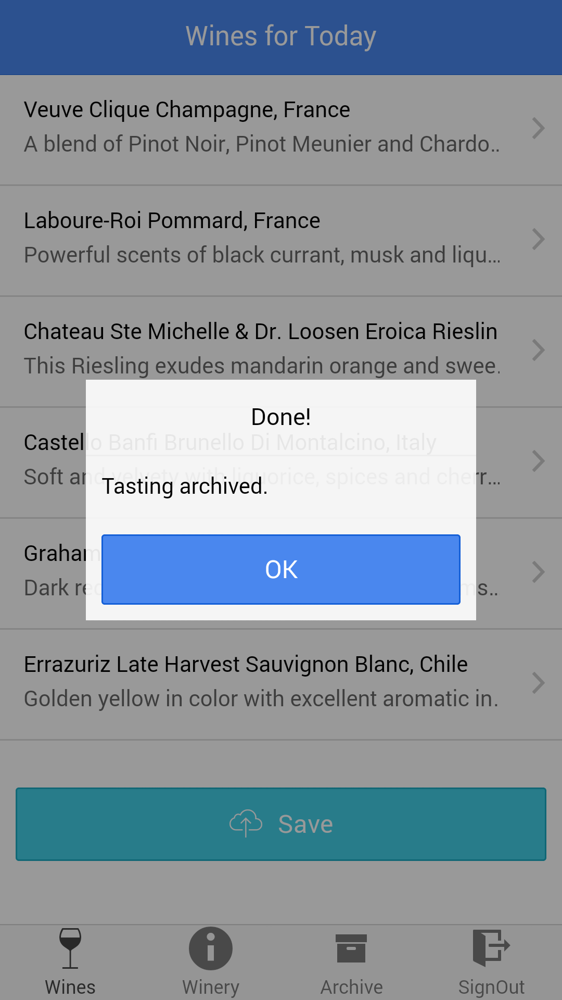 Wines for Today
Veuve Clique Champagne, France
A blend of Pinot Noir, Pinot Meunier and Chardo..
Laboure-Roi Pommard, France
Powerful scents of black currant, musk and liqu...
Chateau Ste Michelle & Dr. Loosen Eroica Rieslin
This Riesling exudes mandarin orange and swee.
Done!
Castello Banfi Brunello Di Montalcino, Italy
Soft and velvety with liquorice, spices and cherr...
Tasting archived.
Graham
Dark red
OK
Errazuriz Late Harvest Sauvignon Blanc, Chile
Golden yellow in color with excellent aromatic in.
Save
Wines
Winery
Archive
SignOut